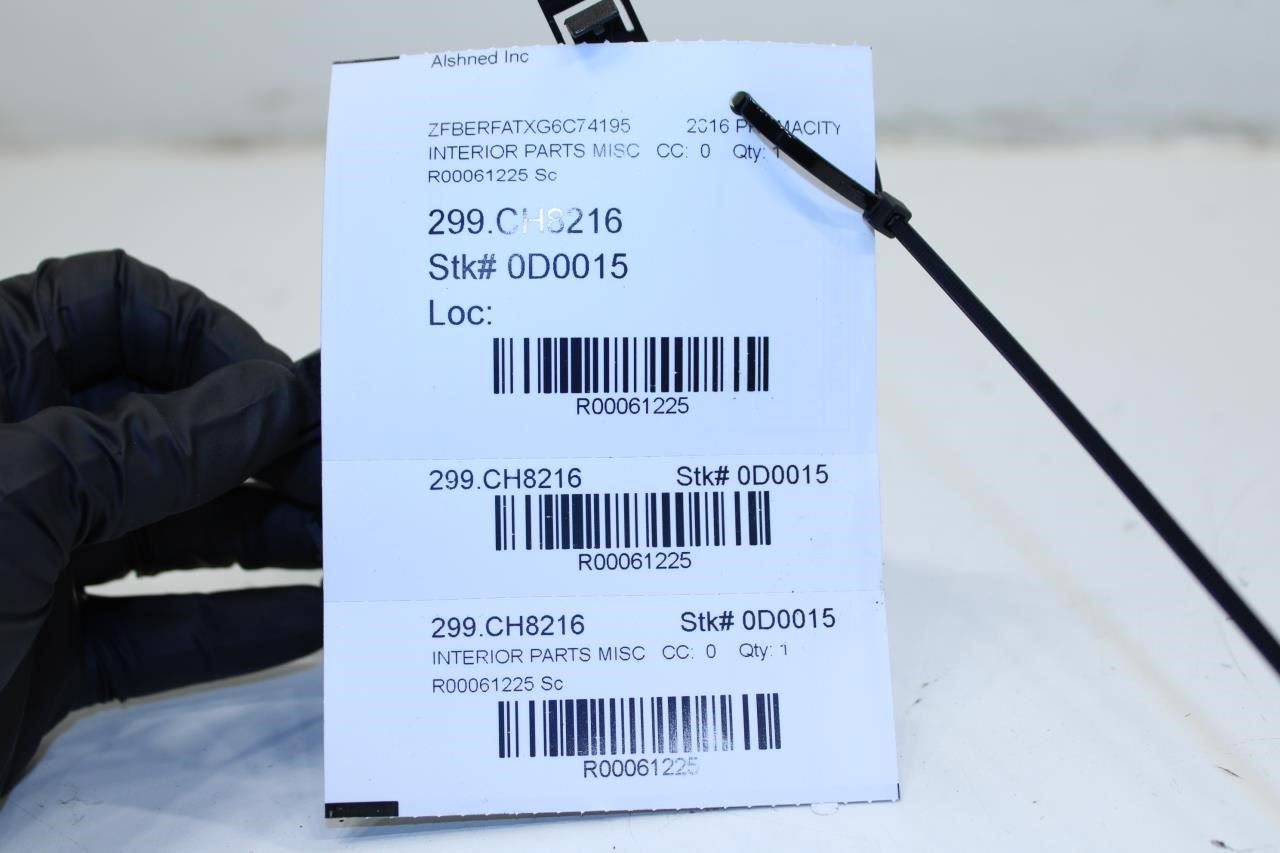 Alshned Inc
ZFBERFATXG6C74195 2016
INTERIOR PARTS MISC CC: 0 Qty: 1
R00061225 Sc
299.CH8216
Stk# 0D0015
Loc:
R00061225
299.CH8216 Stk# 0D0015
R00061225
299.CH8216 Stk# 0D0015
INTERIOR PARTS MISC CC: 0 Qty: 1
R00061225 Sc
R00061225